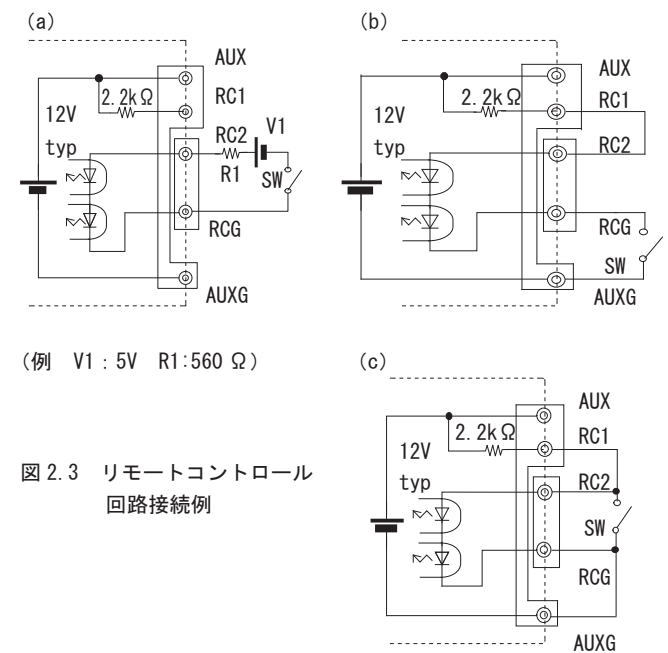 (a)
AUX
2.2kΩ
RC1
12V
typ
RC2
V1
R1
SW
RCG
AUXG
(b)
AUX
2.2kΩ
RC1
12V
typ
RC2
RCG
SW
AUXG
(例 V1：5V R1:560 Ω)
図 2.3 リモートコントロール
回路接続例
(c)
AUX
2.2kΩ
RC1
12V
typ
RC2
SW
RCG
AUXG